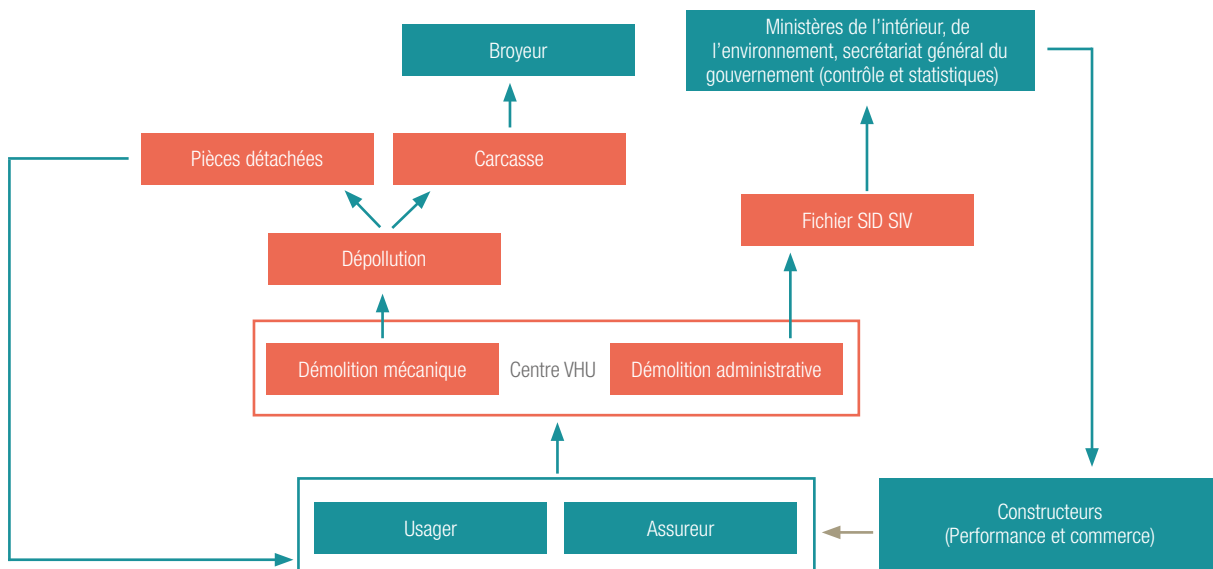 Broyeur
Ministères de l'intérieur, de
l'environnement, secrétariat général du
gouvernement (contrôle et statistiques)
Pièces détachées
Carcasse
Fichier SID SIV
Dépollution
Démolition mécanique
Centre VHU
Démolition administrative
Usager
Assureur
Constructeurs
(Performance et commerce)